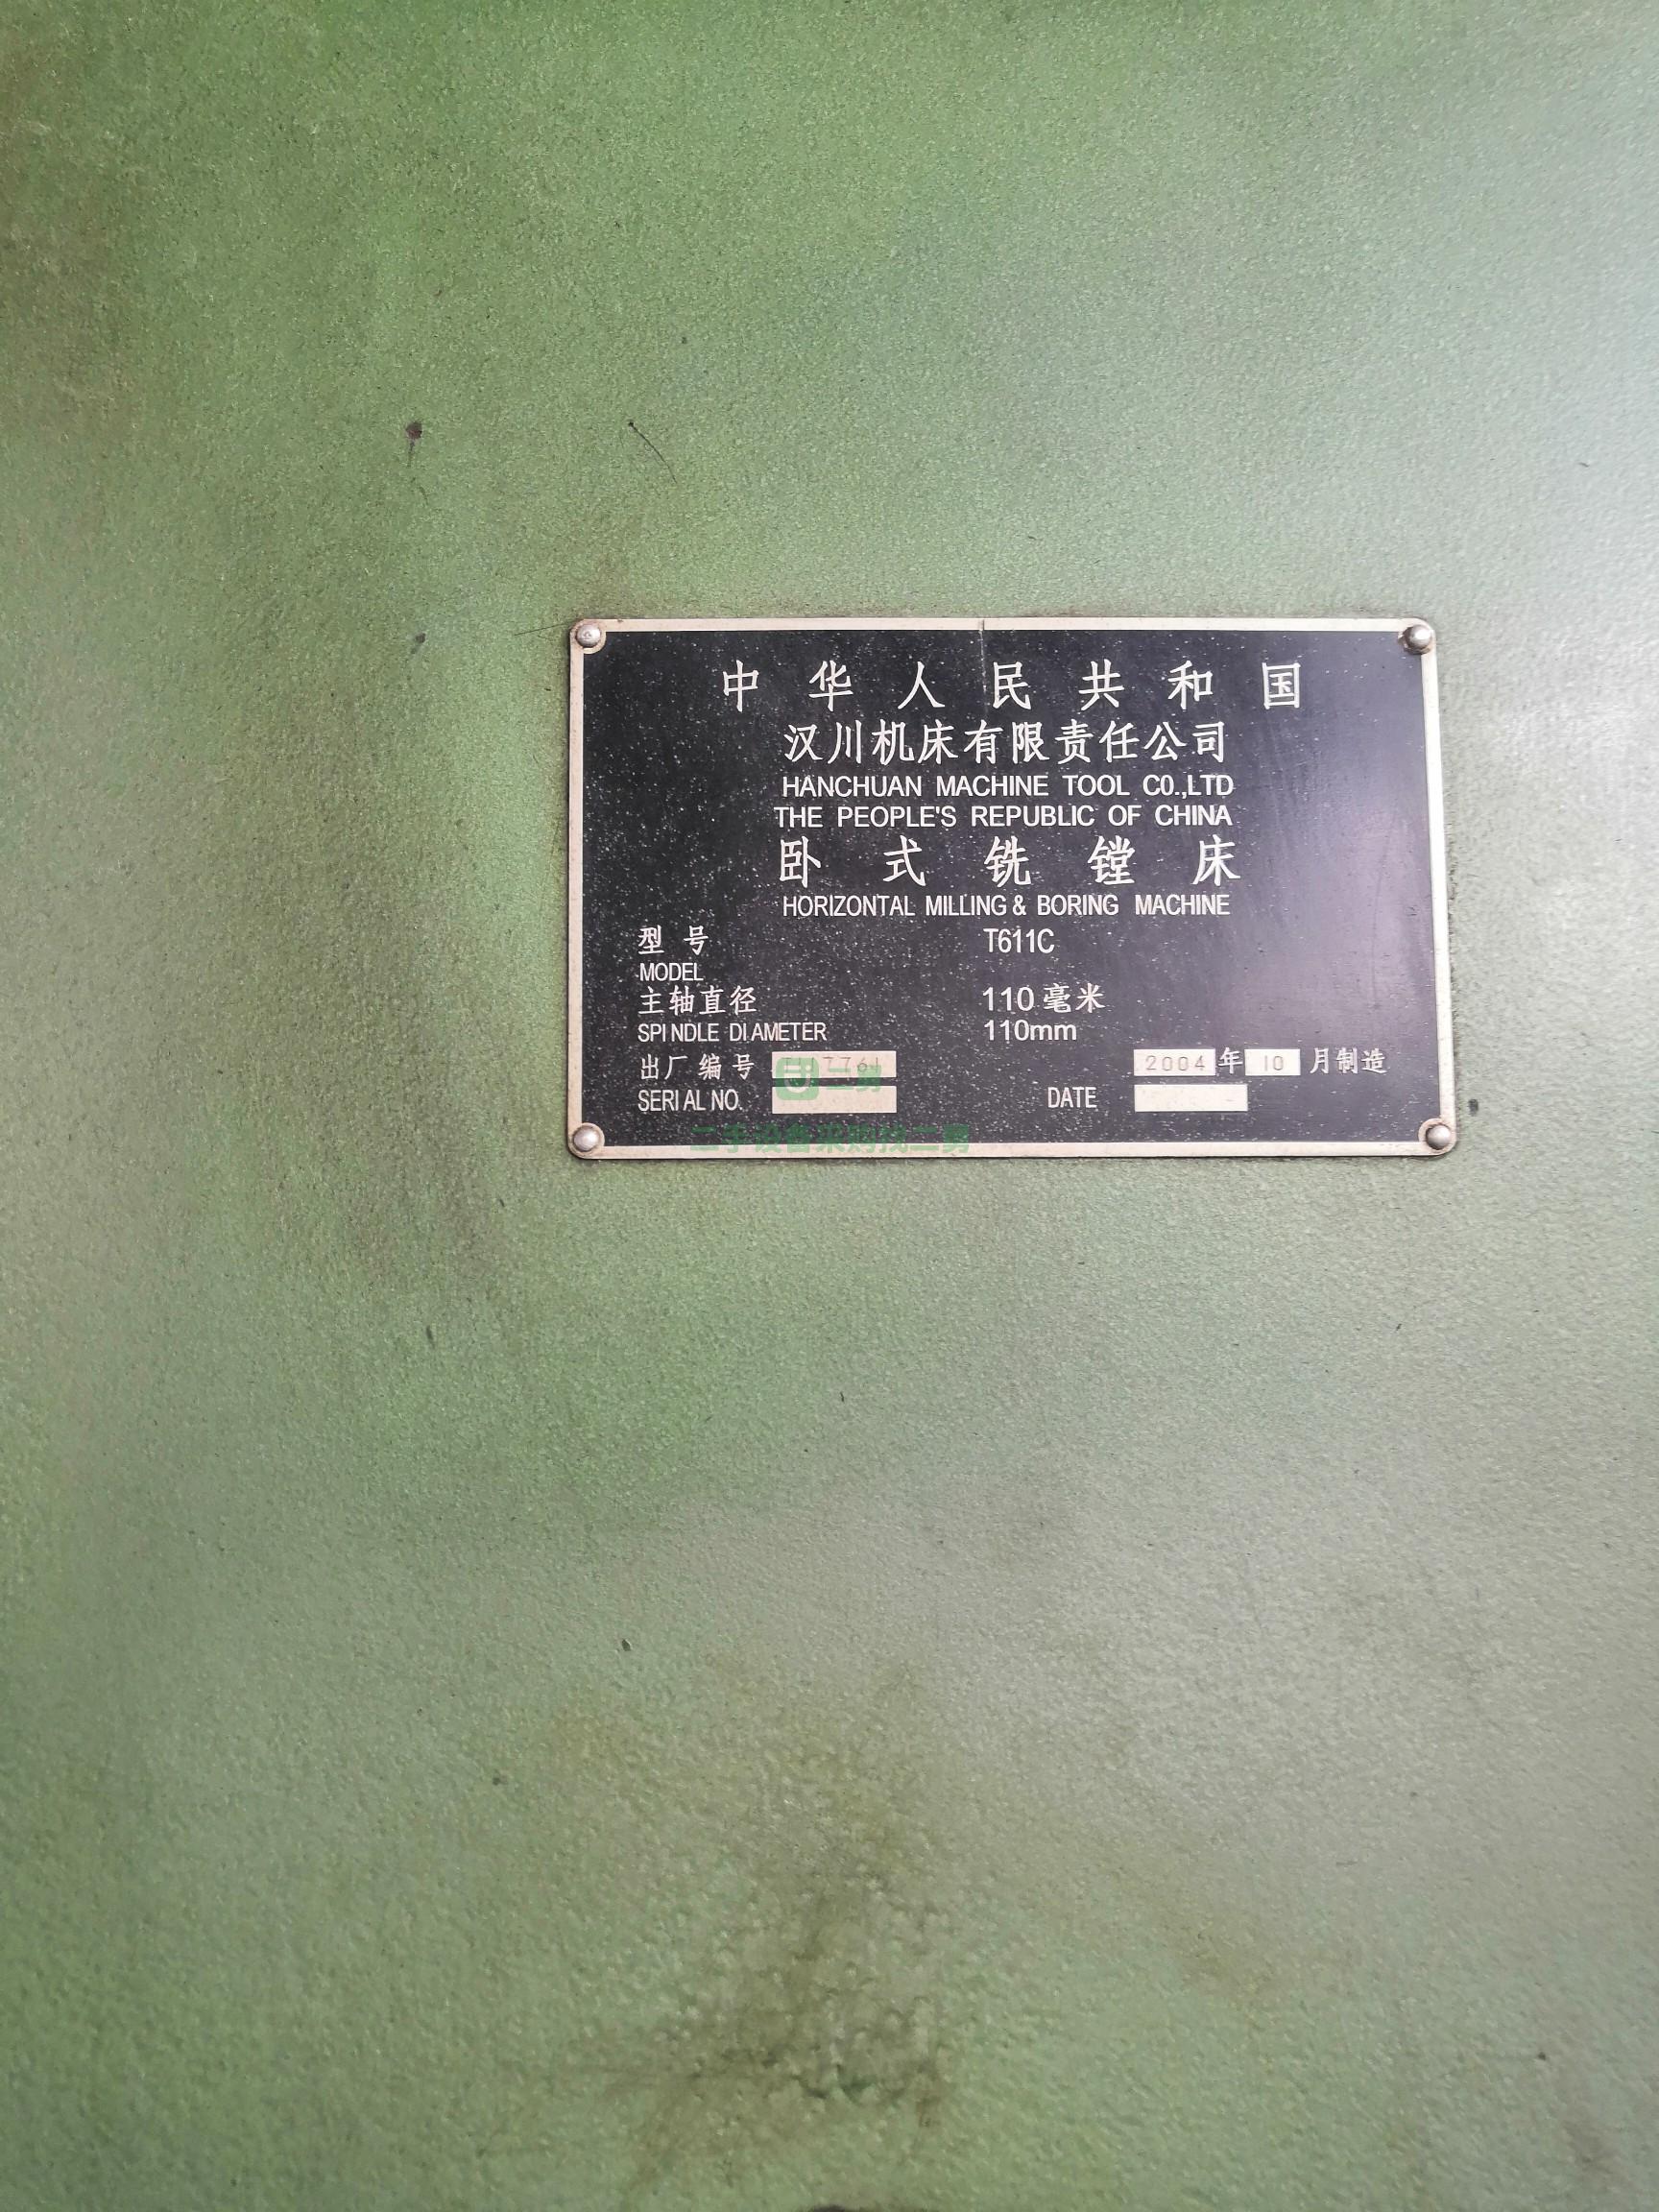 中华人民共和国
汉川机床有限责任公司
HANCHUAN MACHINE TOOL CO.,LTD
THE PEOPLE'S REPUBLIC OF CHINA
卧式铣镗床
HORIZONTAL MILLING & BORING MACHINE
型号 T611C
MODEL
主轴直径 110毫米
SPINDLE DIAMETER 110mm
出厂编号 2004年10月制造
SERIAL NO. DATE
二勇
二手设备采购找二勇